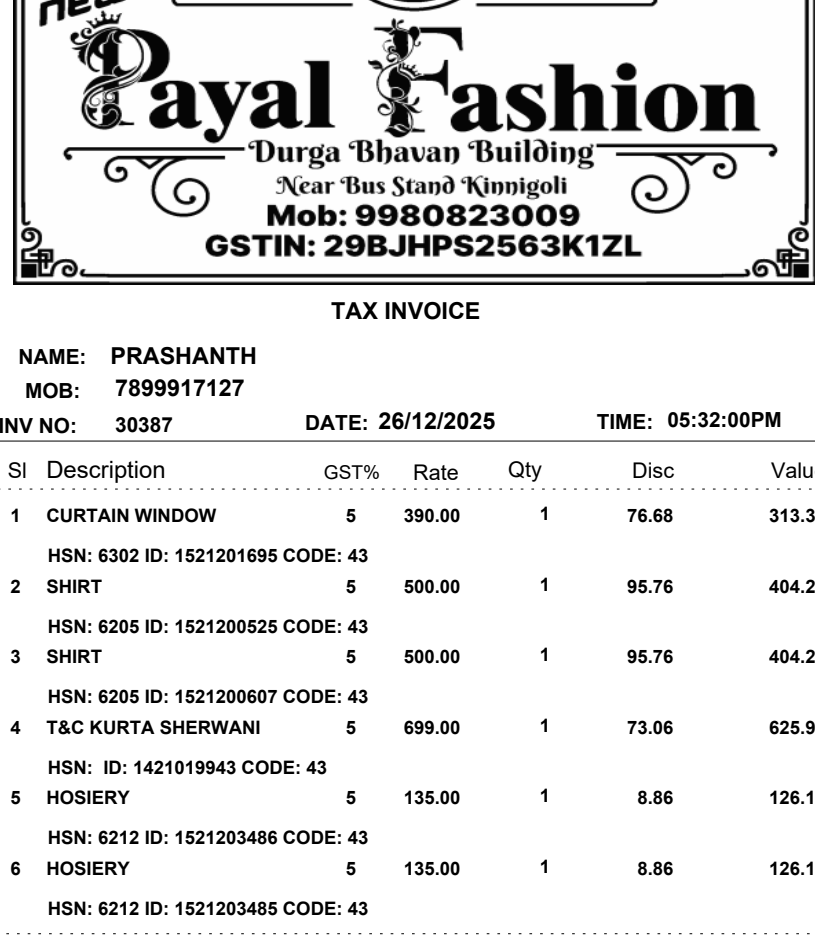 new
Payal Fashion
Durga Bhavan Building
Near Bus Stand Kinnigoli
Mob: 9980823009
GSTIN: 29BJHPS2563K1ZL
TAX INVOICE
NAME: PRASHANTH
MOB: 7899917127
INV NO: 30387 DATE: 26/12/2025 TIME: 05:32:00PM
Sl Description GST% Rate Qty Disc Valu
1 CURTAIN WINDOW 5 390.00 1 76.68 313.3
HSN: 6302 ID: 1521201695 CODE: 43
2 SHIRT 5 500.00 1 95.76 404.2
HSN: 6205 ID: 1521200525 CODE: 43
3 SHIRT 5 500.00 1 95.76 404.2
HSN: 6205 ID: 1521200607 CODE: 43
4 T&C KURTA SHERWANI 5 699.00 1 73.06 625.9
HSN: ID: 1421019943 CODE: 43
5 HOSIERY 5 135.00 1 8.86 126.1
HSN: 6212 ID: 1521203486 CODE: 43
6 HOSIERY 5 135.00 1 8.86 126.1
HSN: 6212 ID: 1521203485 CODE: 43